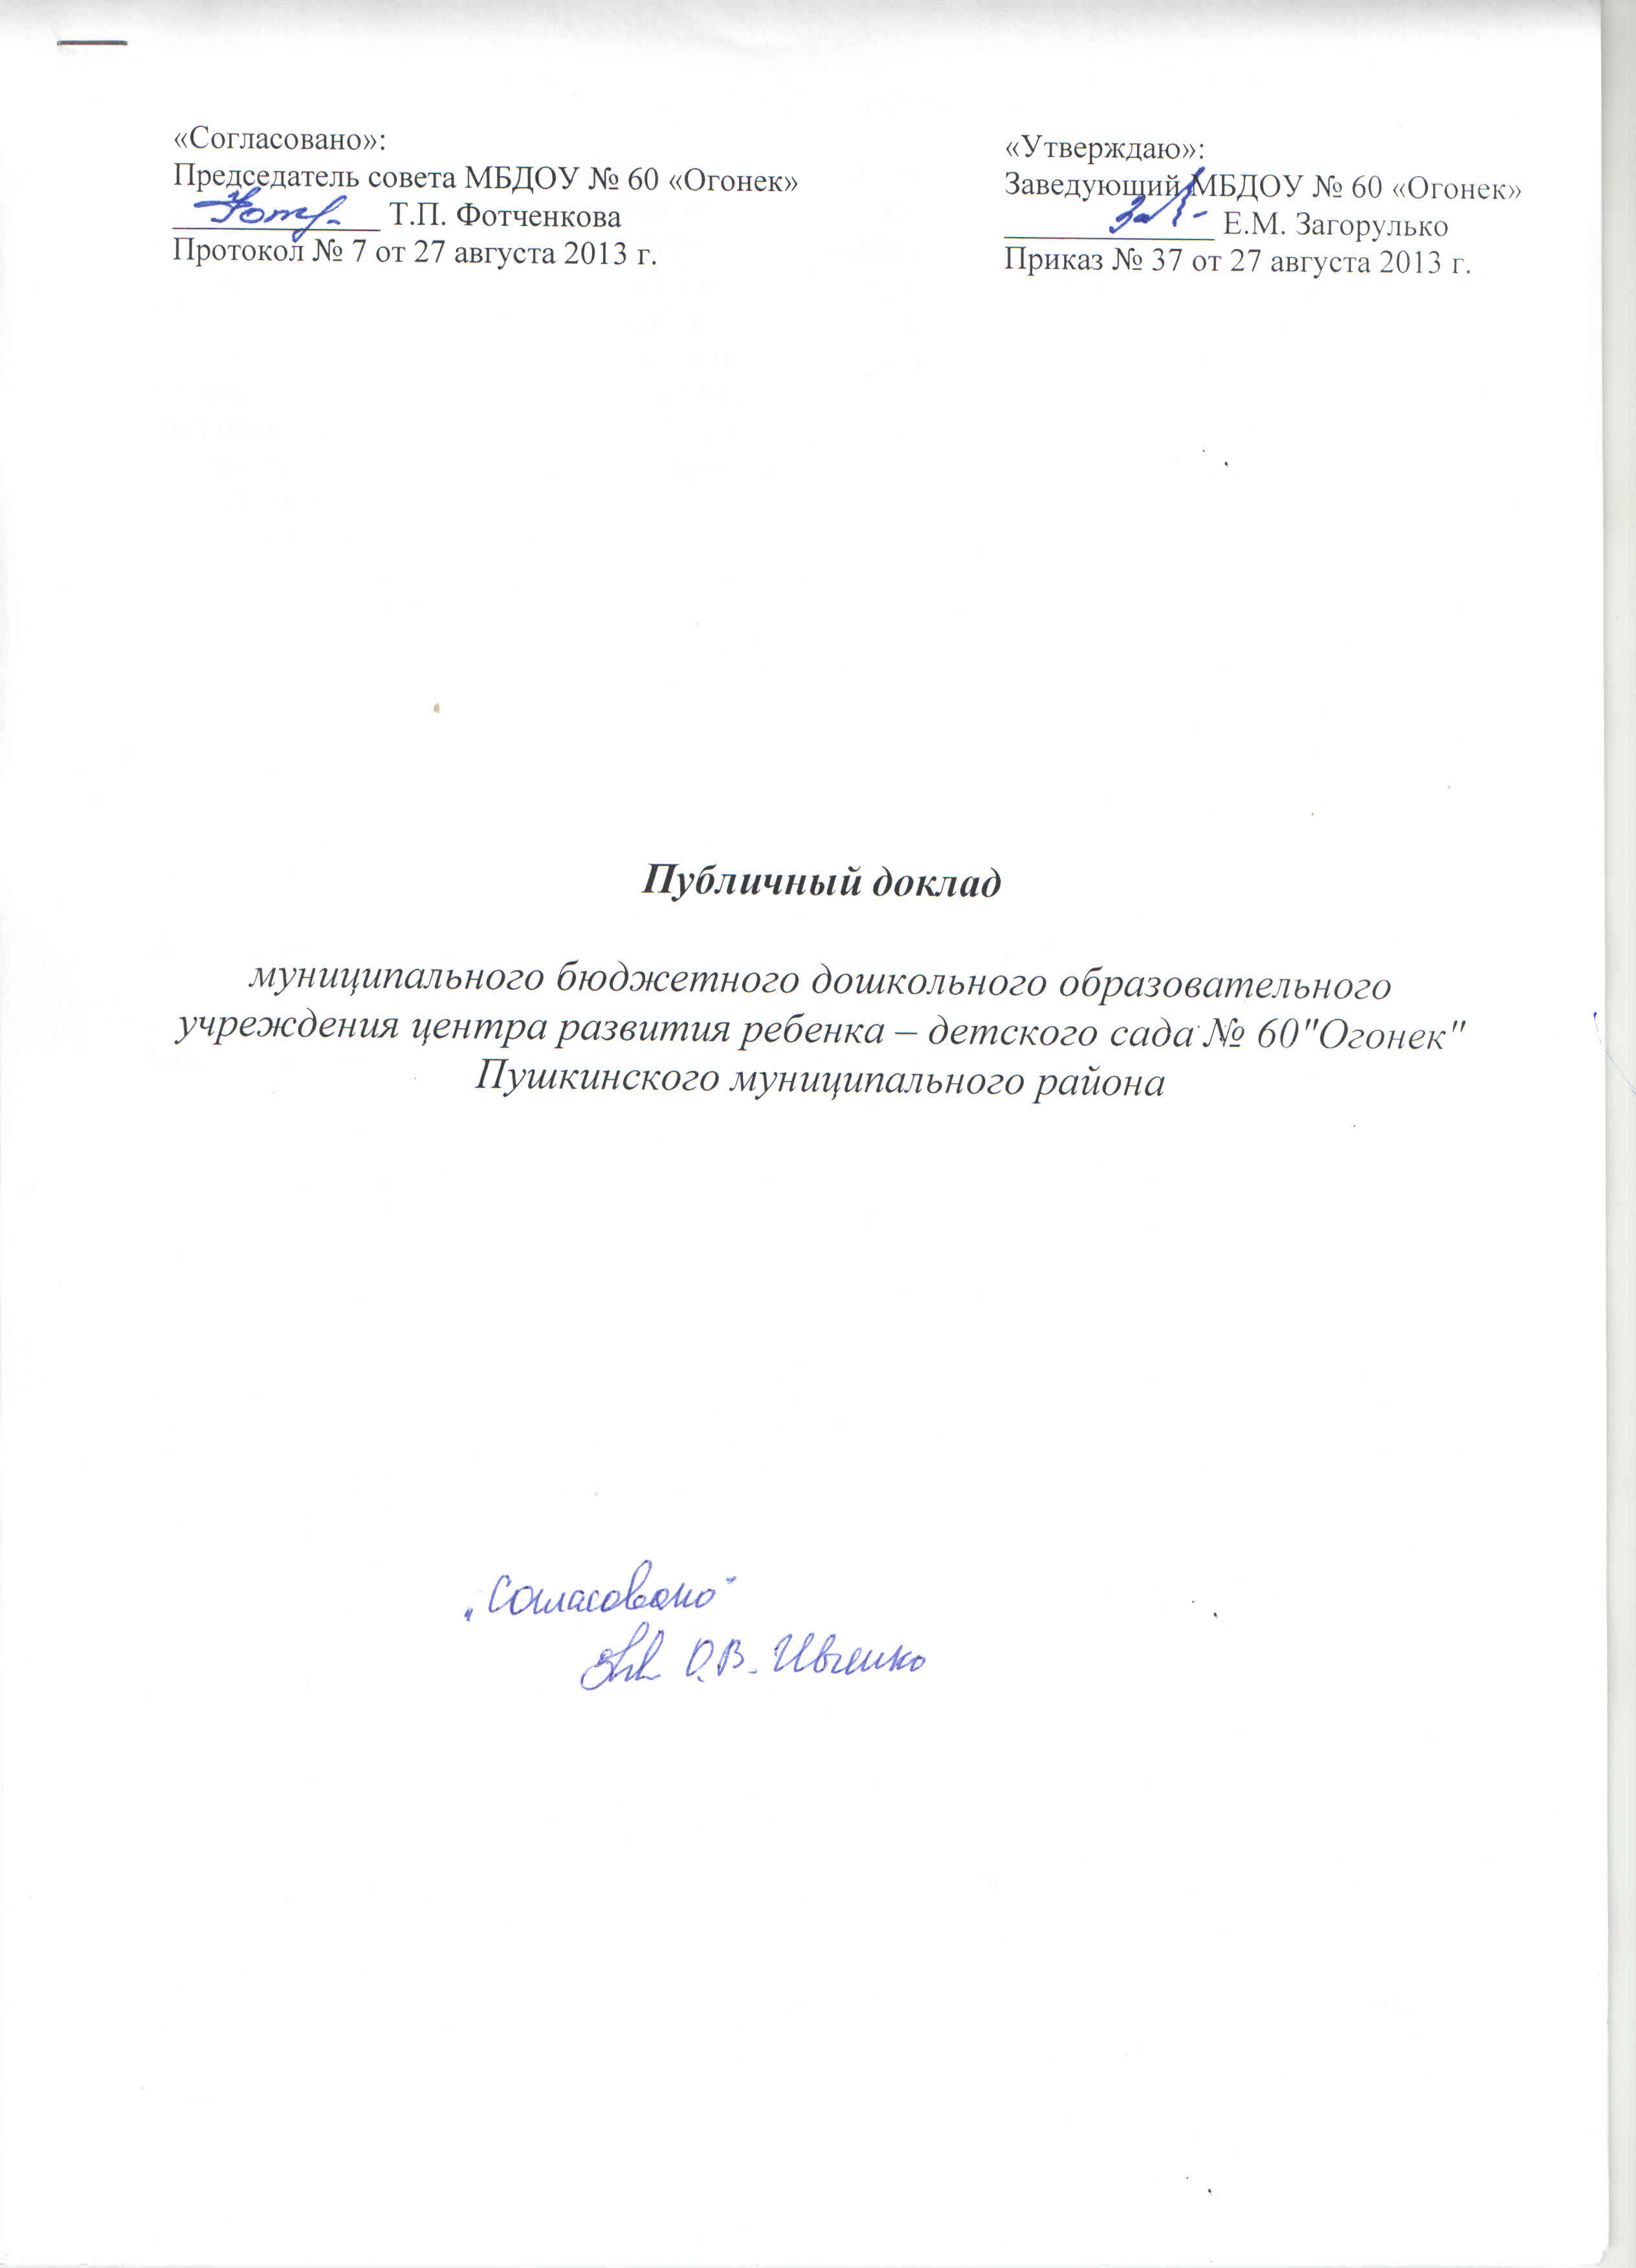 «Согласовано»:
Председатель совета МБДОУ № 60 «Огонек»
_____________ Т.П. Фотченкова
Протокол № 7 от 27 августа 2013 г.
«Утверждаю»:
Заведующий МБДОУ № 60 «Огонек»
_____________ Е.М. Загорулько
Приказ № 37 от 27 августа 2013 г.
Публичный доклад
муниципального бюджетного дошкольного образовательного
учреждения центра развития ребенка – детского сада № 60"Огонек"
Пушкинского муниципального района
„Согласовано"
О.В. Ивченко